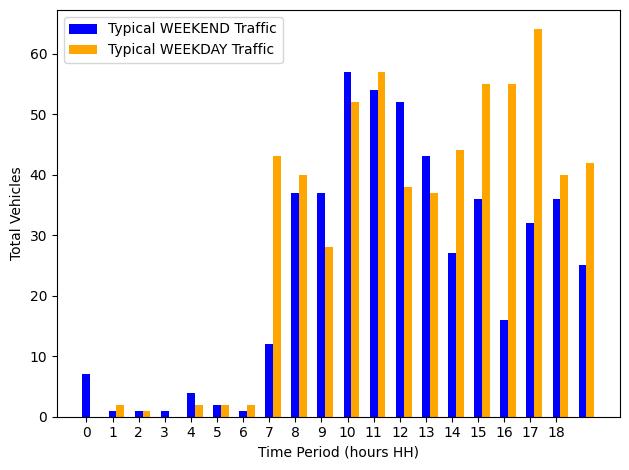 Typical WEEKEND Traffic
Typical WEEKDAY Traffic
Total Vehicles
60
50
40
30
20
10
0
0 1 2 3 4 5 6 7 8 9 10 11 12 13 14 15 16 17 18
Time Period (hours HH)